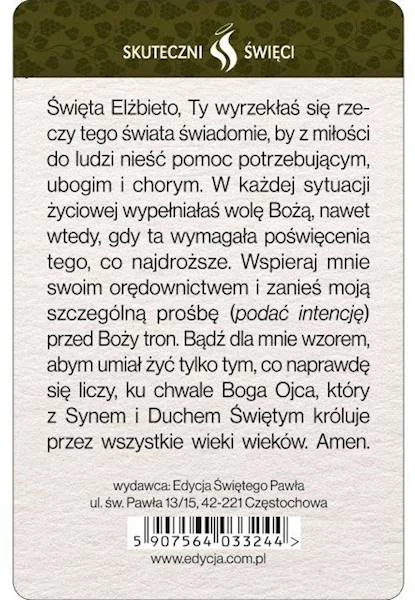 SKUTECZNI ŚWIĘCI
Święta Elżbieto, Ty wyrzekłaś się rze-
czy tego świata świadomie, by z miłości
do ludzi nieść pomoc potrzebującym,
ubogim i chorym. W każdej sytuacji
życiowej wypełniałaś wolę Bożą, nawet
wtedy, gdy ta wymagała poświęcenia
tego, co najdroższe. Wspieraj mnie
swoim orędownictwem i zanieś moją
szczególną prośbę (podać intencję)
przed Boży tron. Bądź dla mnie wzorem,
abym umiał żyć tylko tym, co naprawdę
się liczy, ku chwale Boga Ojca, który
z Synem i Duchem Świętym króluje
przez wszystkie wieki wieków. Amen.
wydawca: Edycja Świętego Pawła
ul. św. Pawła 13/15, 42-221 Częstochowa
5 907564 033244 >
www.edycja.com.pl